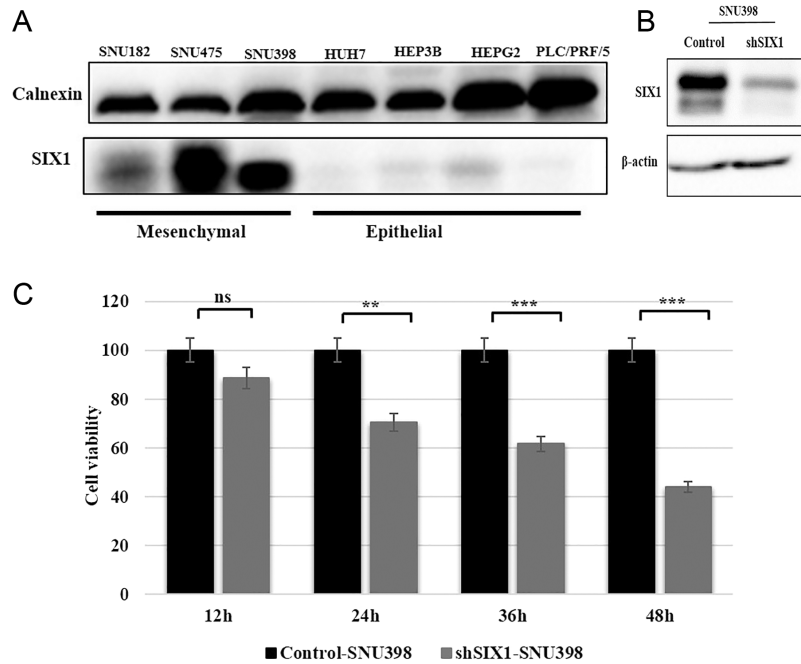 A
SNU182 SNU475 SNU398 HUH7 HEP3B HEPG2 PLC/PRF/5
Calnexin
SIX1
Mesenchymal Epithelial
B
SNU398
Control shSIX1
SIX1
β-actin
C
120
100
80
60
40
20
0
Cell viability
ns ** *** ***
12h 24h 36h 48h
Control-SNU398 shSIX1-SNU398